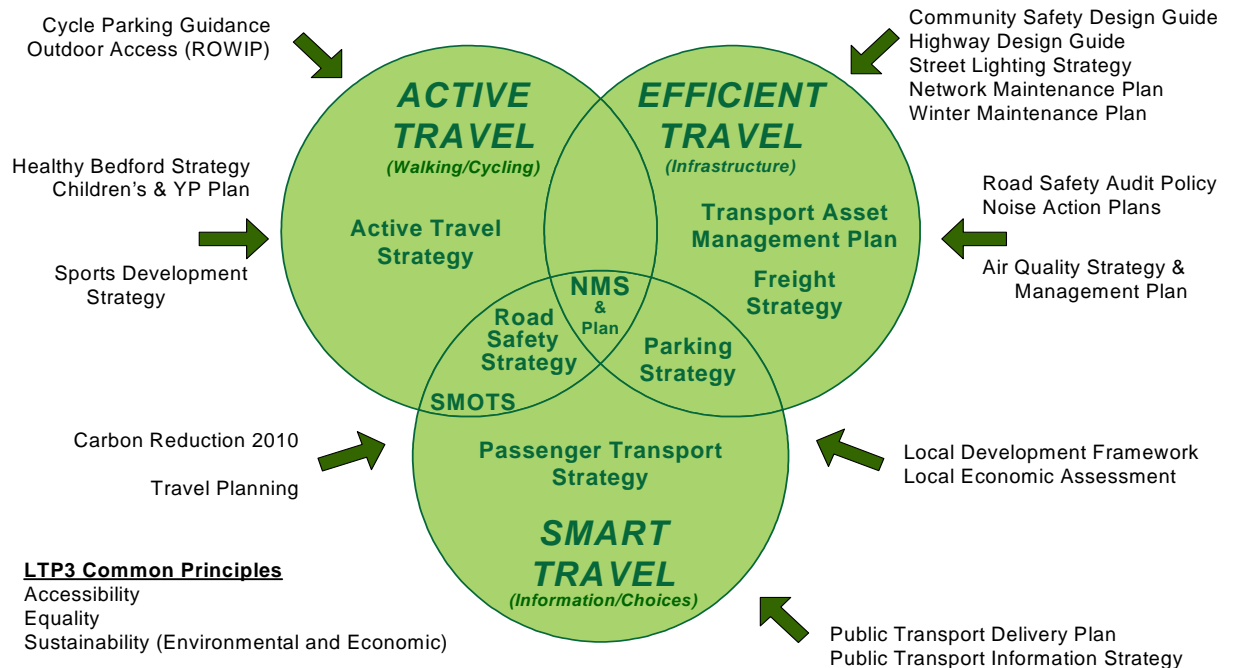 Cycle Parking Guidance
Outdoor Access (ROWIP)
Community Safety Design Guide
Highway Design Guide
Street Lighting Strategy
Network Maintenance Plan
Winter Maintenance Plan
ACTIVE
TRAVEL
(Walking/Cycling)
EFFICIENT
TRAVEL
(Infrastructure)
Healthy Bedford Strategy
Children's & YP Plan
Sports Development
Strategy
Active Travel
Strategy
Transport Asset
Management Plan
Freight
Strategy
Road Safety Audit Policy
Noise Action Plans
Air Quality Strategy &
Management Plan
NMS
&
Plan
Road
Safety
Strategy
Parking
Strategy
SMOTS
Carbon Reduction 2010
Travel Planning
Passenger Transport
Strategy
Local Development Framework
Local Economic Assessment
SMART
TRAVEL
(Information/Choices)
LTP3 Common Principles
Accessibility
Equality
Sustainability (Environmental and Economic)
Public Transport Delivery Plan
Public Transport Information Strategy